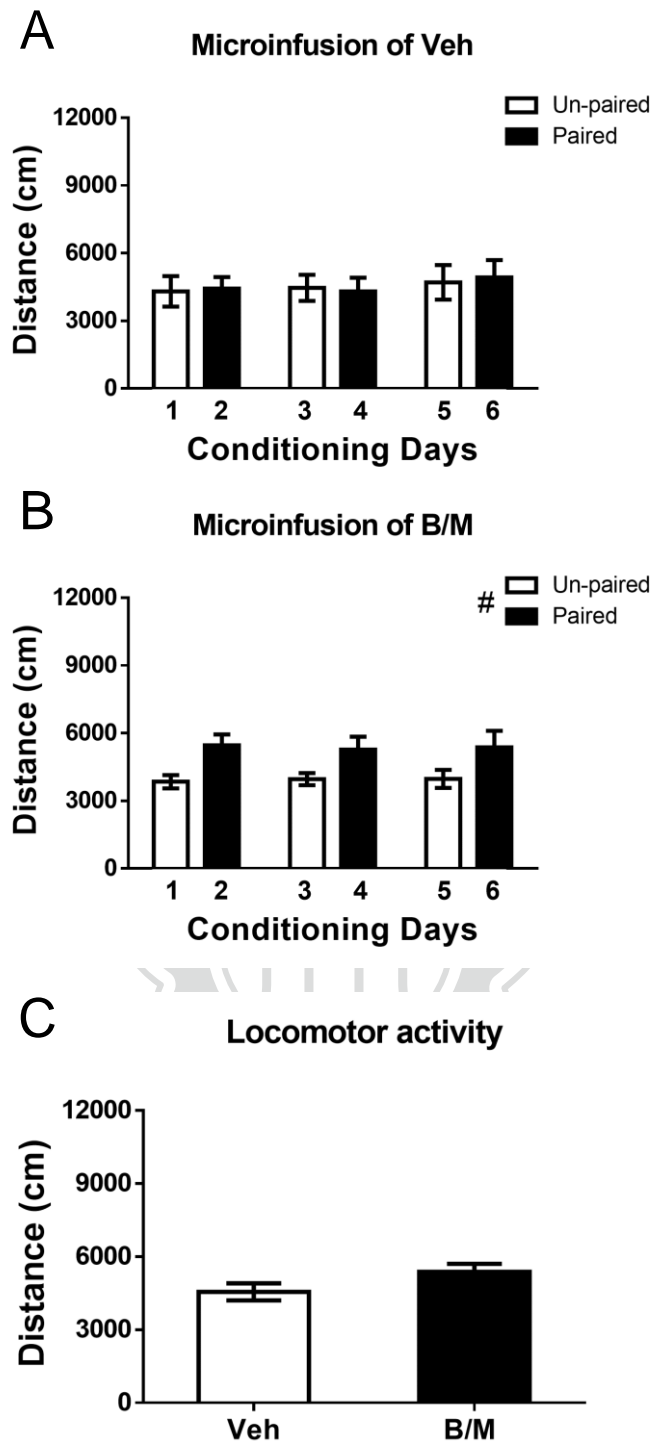 A
Microinfusion of Veh
Un-paired
Paired
12000
9000
6000
3000
0
Distance (cm)
1 2 3 4 5 6
Conditioning Days
B
Microinfusion of B/M
Un-paired
# Paired
12000
9000
6000
3000
0
Distance (cm)
1 2 3 4 5 6
Conditioning Days
C
Locomotor activity
12000
9000
6000
3000
0
Distance (cm)
Veh B/M